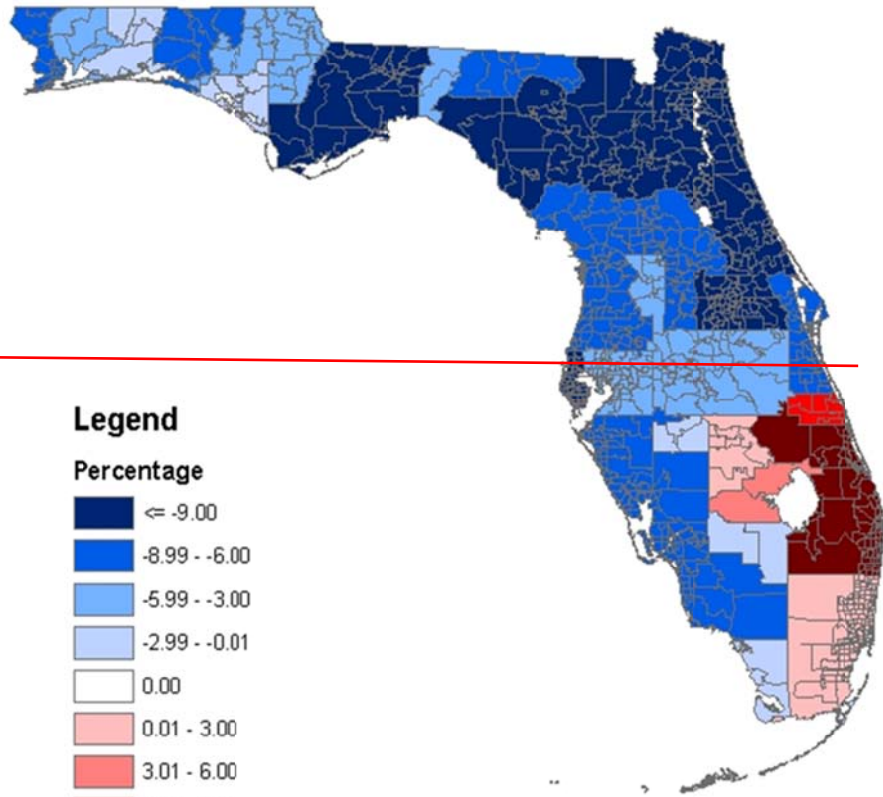 Legend
Percentage
<= -9.00
-8.99 - -6.00
-5.99 - -3.00
-2.99 - -0.01
0.00
0.01 - 3.00
3.01 - 6.00